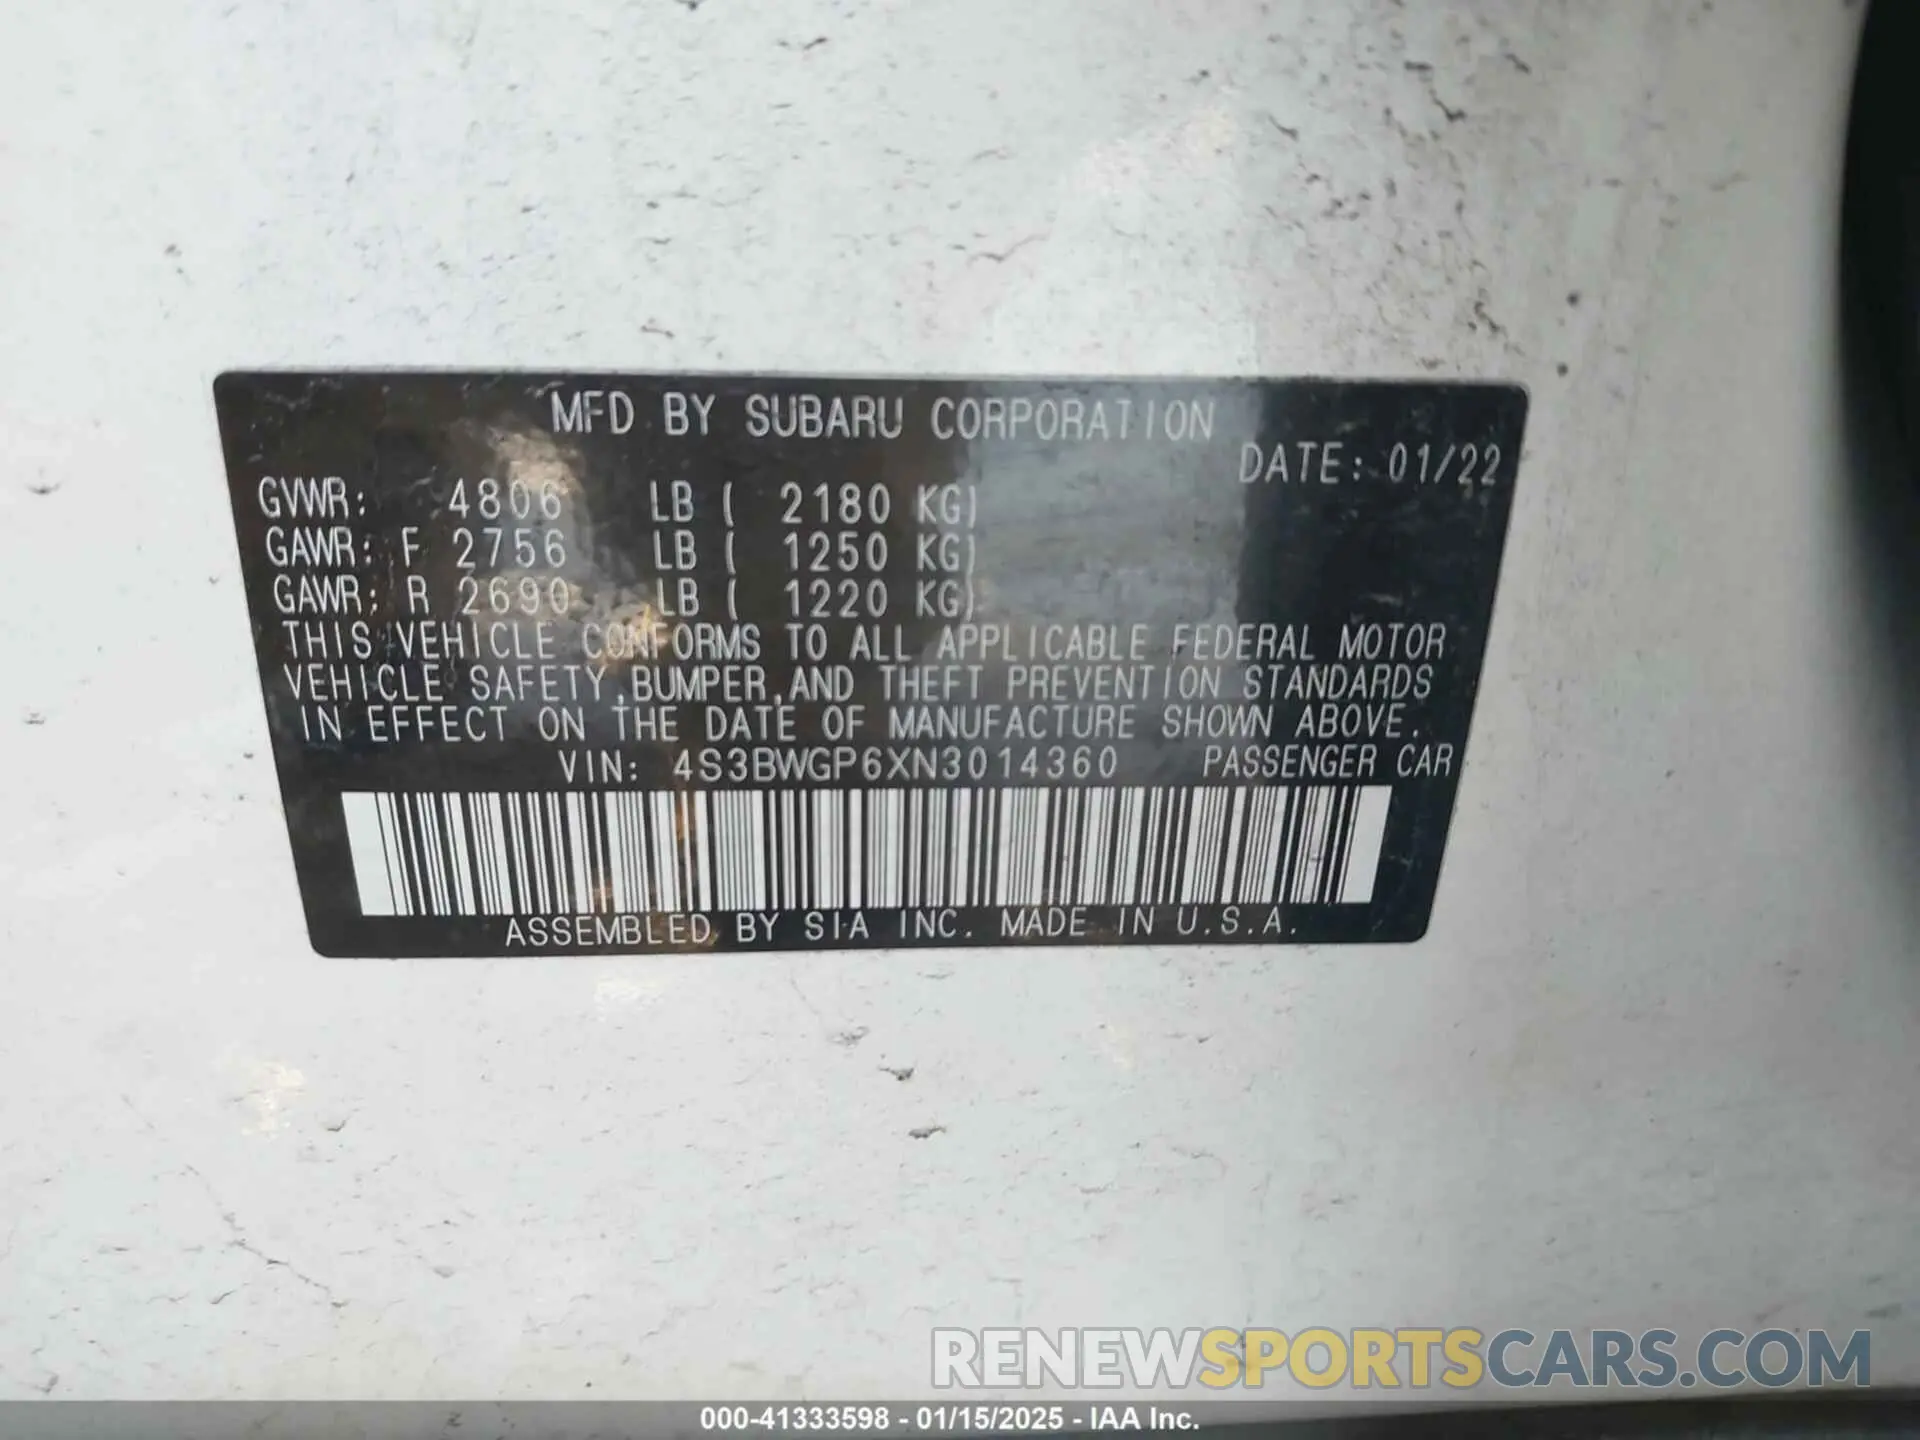 MFD BY SUBARU CORPORATION
DATE: 01/22
GVWR: 4806 LB ( 2180 KG)
GAWR: F 2756 LB ( 1250 KG)
GAWR: R 2690 LB ( 1220 KG)
THIS VEHICLE CONFORMS TO ALL APPLICABLE FEDERAL MOTOR
VEHICLE SAFETY,BUMPER,AND THEFT PREVENTION STANDARDS
IN EFFECT ON THE DATE OF MANUFACTURE SHOWN ABOVE.
VIN: 4S3BWGP6XN3014360 PASSENGER CAR
ASSEMBLED BY SIA INC. MADE IN U.S.A.
RENEWSPORTSCARS.COM
000-41333598 - 01/15/2025 - IAA Inc.